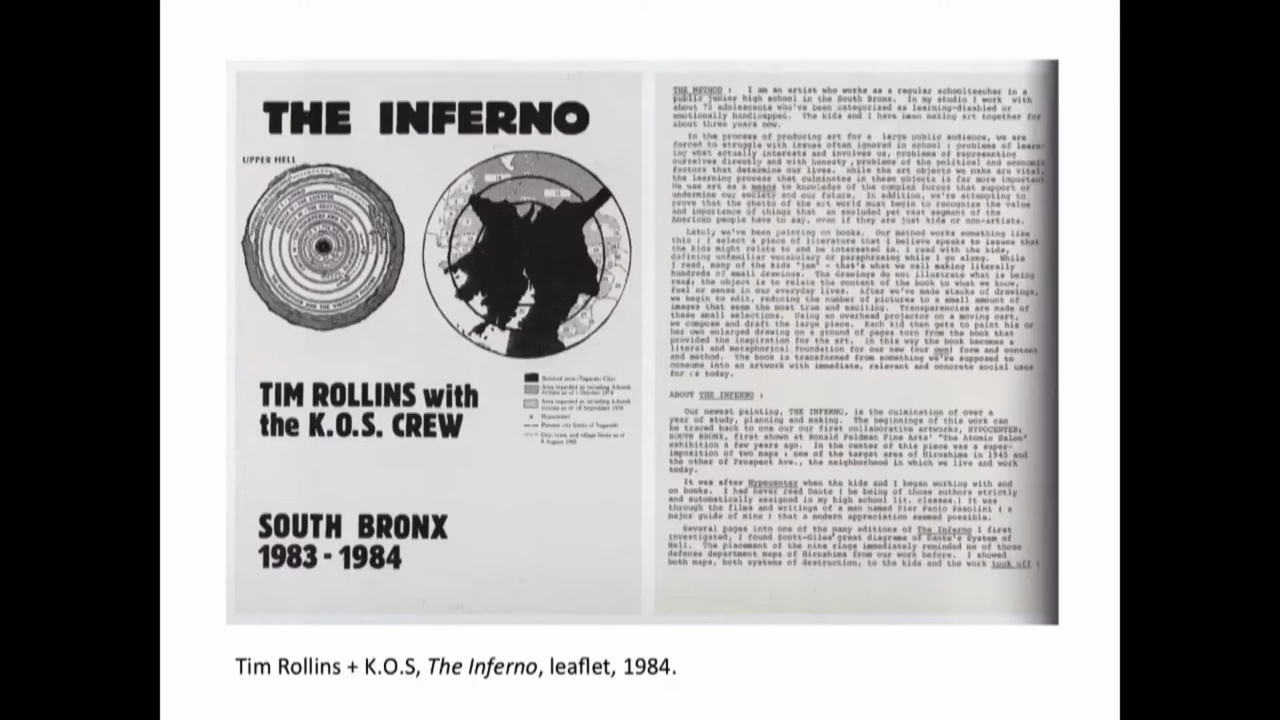 THE INFERNO
UPPER HELL
TIM ROLLINS with
the K.O.S. CREW
Bombed area (Nagasaki City)
Area regarded as including A-bomb
Hypocenter
Present city limits of Nagasaki
City, town, and village limits as of
SOUTH BRONX
1983 - 1984
THE METHOD : I am an artist who works as a regular schoolteacher in a
public junior high school in the South Bronx. In my studio I work with
about 70 adolescents who've been categorized as learning-disabled or
emotionally handicapped. The kids and I have been making art together for
about three years now.
In the process of producing art for a large public audience, we are
forced to struggle with issues often ignored in school : problems of learn-
ing what actually interests and involves us, problems of representing
ourselves directly and with honesty, problems of the political and economic
factors that determine our lives. While the art objects we make are vital,
the learning process that culminates in these objects is far more important
We use art as a means to knowledge of the complex forces that support or
undermine our society and our future. In addition, we're attempting to
prove that the ghetto of the art world must begin to recognize the value
and importance of things that an excluded yet vast segment of the
American people have to say, even if they are just kids or non-artists.
Lately we've been painting on books. Our method works something like
this : I select a piece of literature that I believe speaks to issues that
the kids might relate to and be interested in. I read with the kids,
defining unfamiliar vocabulary or paraphrasing while I go along. While
I read, many of the kids "jam" - that's what we call making literally
hundreds of small drawings. The drawings do not illustrate what is being
read; the object is to relate the content of the book to what we know,
feel or sense in our everyday lives. After we've made stacks of drawings,
we begin to edit, reducing the number of pictures to a small amount of
images that seem the most true and exciting. Transparencies are made of
these small selections. Using an overhead projector on a moving cart,
we compose and draft the large piece. Each kid then gets to paint his or
her own enlarged drawing on a ground of pages torn from the book that
provided the inspiration for the art. In this way the book becomes a
literal and metaphorical foundation for our new (our own) form and content
and method. The book is transformed from something we're supposed to
consume into an artwork with immediate, relevant and concrete social uses
for us today.
ABOUT THE INFERNO :
Our newest painting, THE INFERNO, is the culmination of over a
year of study, planning and making. The beginnings of this work can
be traced back to one our our first collaborative artworks, HYPOCENTER;
SOUTH BRONX, first shown at Ronald Feldman Fine Arts' "The Atomic Salon"
exhibition a few years ago. In the center of this piece was a super-
imposition of two maps : one of the target area of Hiroshima in 1945 and
the other of Prospect Ave., the neighborhood in which we live and work
today.
It was after Hypocenter when the kids and I began working with and
on books. I had never read Dante ( he being of those authors strictly
and automatically assigned in my high school lit. classes.) It was
through the films and writings of a man named Pier Paolo Pasolini ( a
major guide of mine ) that a modern appreciation seemed possible.
Several pages into one of the many editions of The Inferno I first
investigated, I found Scott-Giles' great diagrams of Dante's System of
Hell. The placement of the nine rings immediately reminded me of those
defense department maps of Hiroshima from our work before. I showed
both maps, both systems of destruction, to the kids and the work took off !
Tim Rollins + K.O.S, The Inferno, leaflet, 1984.